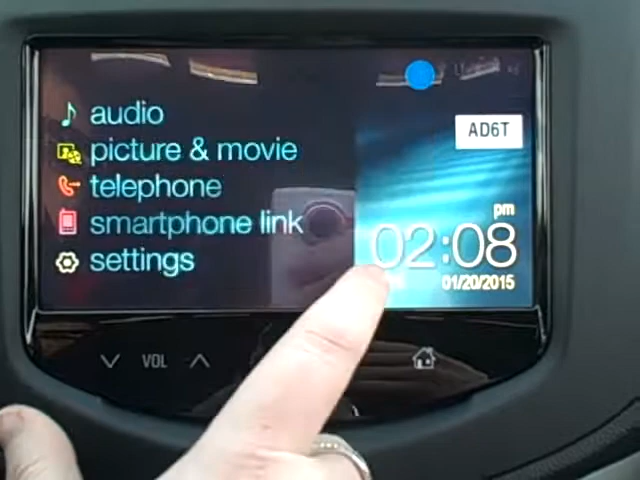 audio
picture & movie
telephone
smartphone link
settings
AD6T
pm
02:08
01/20/2015
VOL